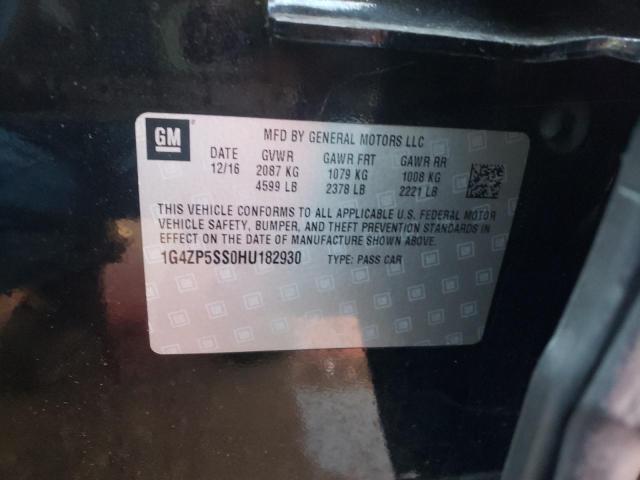 GM
MFD BY GENERAL MOTORS LLC
DATE GVWR GAWR FRT GAWR RR
12/16 2087 KG 1079 KG 1008 KG
4599 LB 2378 LB 2221 LB
THIS VEHICLE CONFORMS TO ALL APPLICABLE U.S. FEDERAL MOTOR
VEHICLE SAFETY, BUMPER, AND THEFT PREVENTION STANDARDS IN
EFFECT ON THE DATE OF MANUFACTURE SHOWN ABOVE.
1G4ZP5SS0HU182930 TYPE: PASS CAR